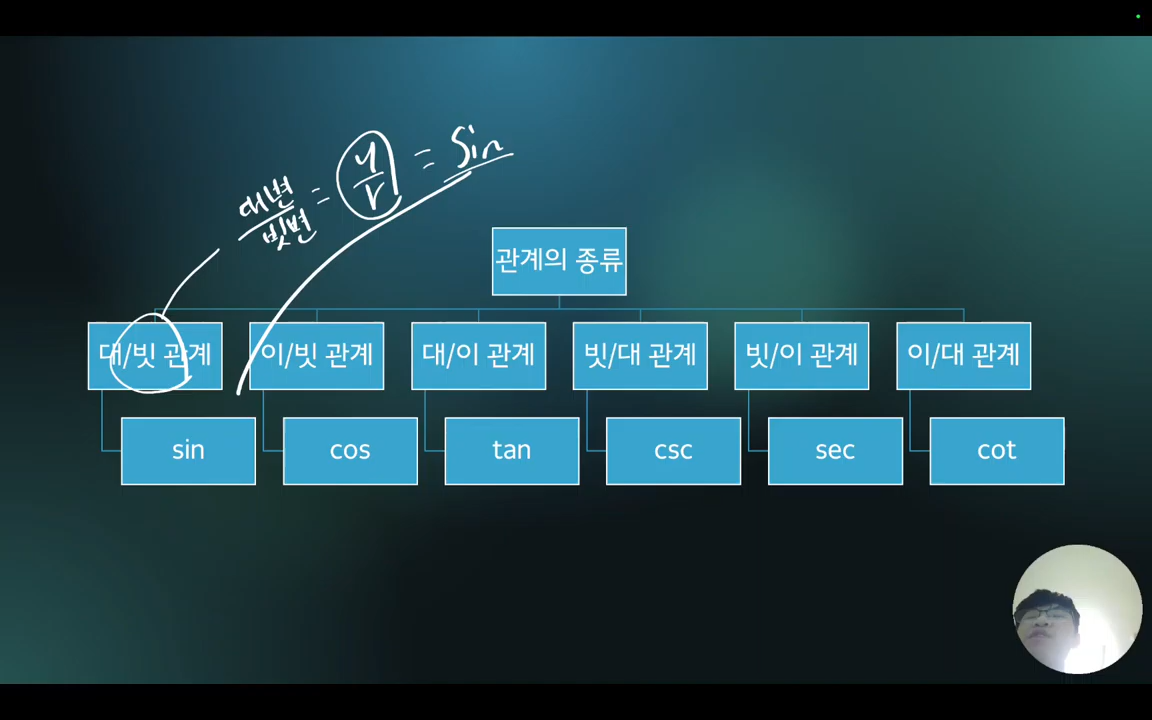 대변/빗변 = y/r = Sin
관계의 종류
대/빗 관계 이/빗 관계 대/이 관계 빗/대 관계 빗/이 관계 이/대 관계
sin cos tan csc sec cot